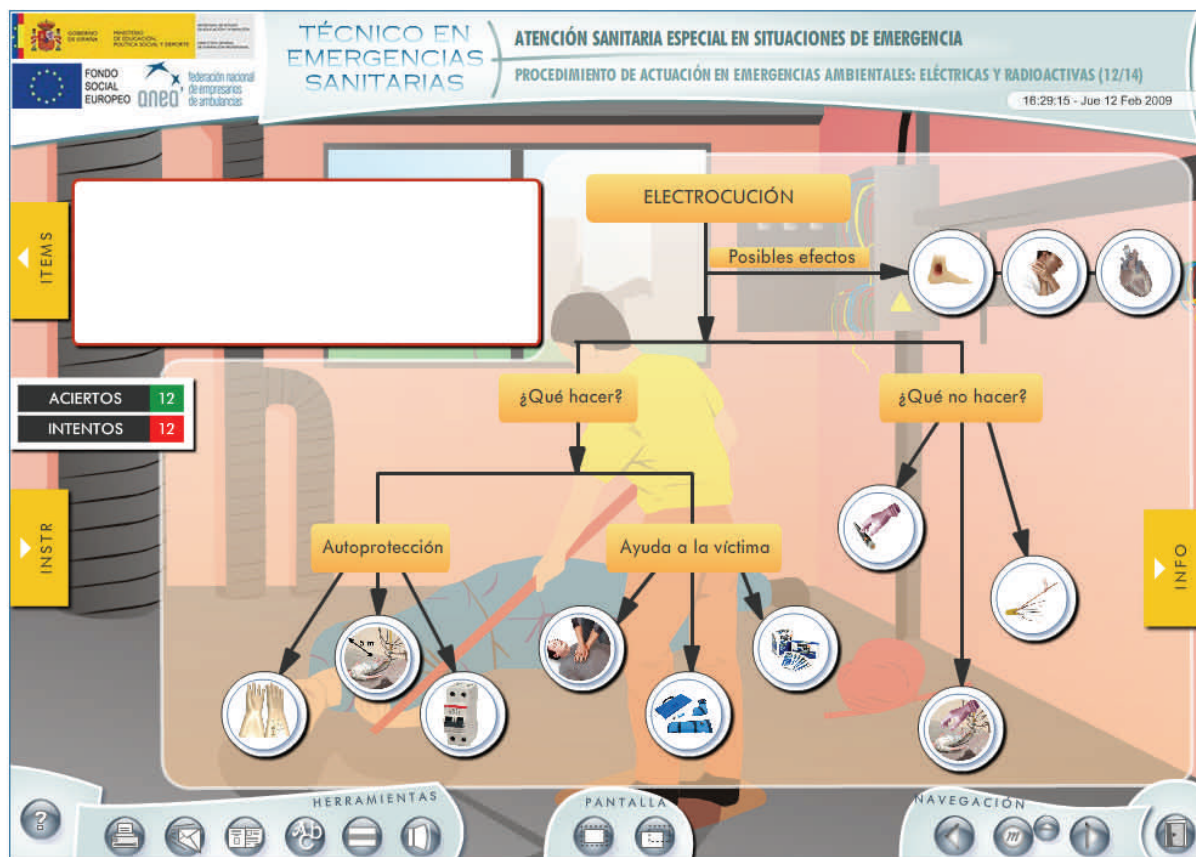 GOBIERNO
DE ESPAÑA
MINISTERIO
DE EDUCACIÓN,
POLÍTICA SOCIAL Y DEPORTE
FONDO
SOCIAL
EUROPEO
anea
federación nacional
de empresarios
de ambulancias
TÉCNICO EN
EMERGENCIAS
SANITARIAS
ATENCIÓN SANITARIA ESPECIAL EN SITUACIONES DE EMERGENCIA
PROCEDIMIENTO DE ACTUACIÓN EN EMERGENCIAS AMBIENTALES: ELÉCTRICAS Y RADIOACTIVAS (12/14)
16:29:15 - Jue 12 Feb 2009
ITEMS
ELECTROCUCIÓN
Posibles efectos
ACIERTOS 12
INTENTOS 12
¿Qué hacer?
¿Qué no hacer?
INSTR
INFO
Autoprotección
Ayuda a la víctima
5 m
HERRAMIENTAS
PANTALLA
NAVEGACIÓN
?
AbC
m